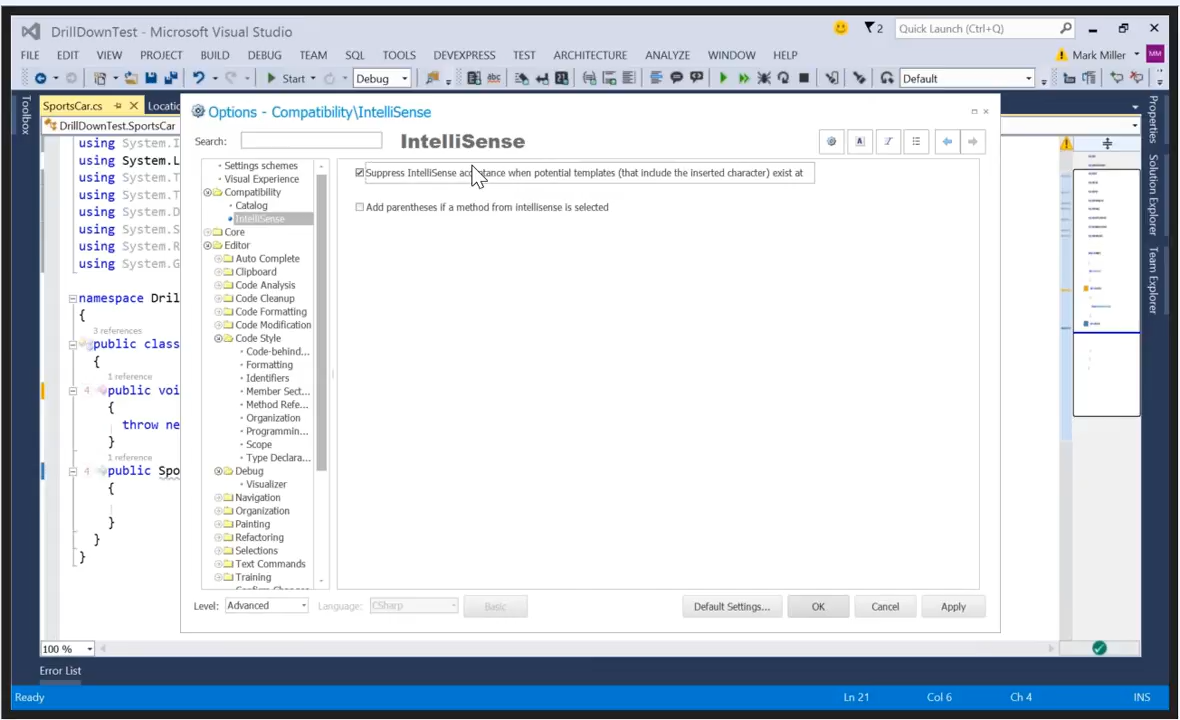 DrillDownTest - Microsoft Visual Studio
2
Quick Launch (Ctrl+Q)
FILE EDIT VIEW PROJECT BUILD DEBUG TEAM SQL TOOLS DEVEXPRESS TEST ARCHITECTURE ANALYZE WINDOW HELP
Mark Miller MM
Start Debug Default
Toolbox
SportsCar.cs
DrillDownTest.SportsCar
using System.
using System.L
using System.T
using System.T
using System.D
using System.S
using System.R
using System.G
namespace Dril
{
3 references
public class
{
1 reference
4 public voi
{
throw ne
}
1 reference
4 public Spo
{
}
}
}
Options - Compatibility\IntelliSense
Search:
IntelliSense
Settings schemes
Visual Experience
Compatibility
Catalog
IntelliSense
Core
Editor
Auto Complete
Clipboard
Code Analysis
Code Cleanup
Code Formatting
Code Modification
Code Style
Code-behind...
Formatting
Identifiers
Member Sect...
Method Refe...
Organization
Programmin...
Scope
Type Declara...
Debug
Visualizer
Navigation
Organization
Painting
Refactoring
Selections
Text Commands
Training
Suppress IntelliSense acceptance when potential templates (that include the inserted character) exist at
Add parentheses if a method from intellisense is selected
Level: Advanced Language: CSharp Basic Default Settings... OK Cancel Apply
Properties
Solution Explorer
Team Explorer
100 %
Error List
Ready Ln 21 Col 6 Ch 4 INS